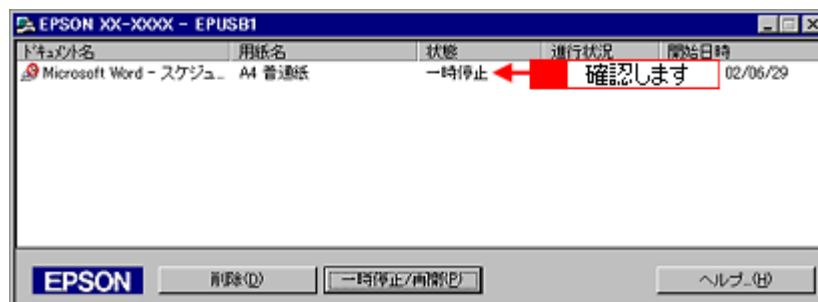 EPSON XX-XXXX - EPUSB1
ドキュメント名 用紙名 状態 進行状況 開始日時
Microsoft Word - スケジュ... A4 普通紙 一時停止 確認します 02/06/29
EPSON 削除(D) 一時停止/再開(P) ヘルプ...(H)